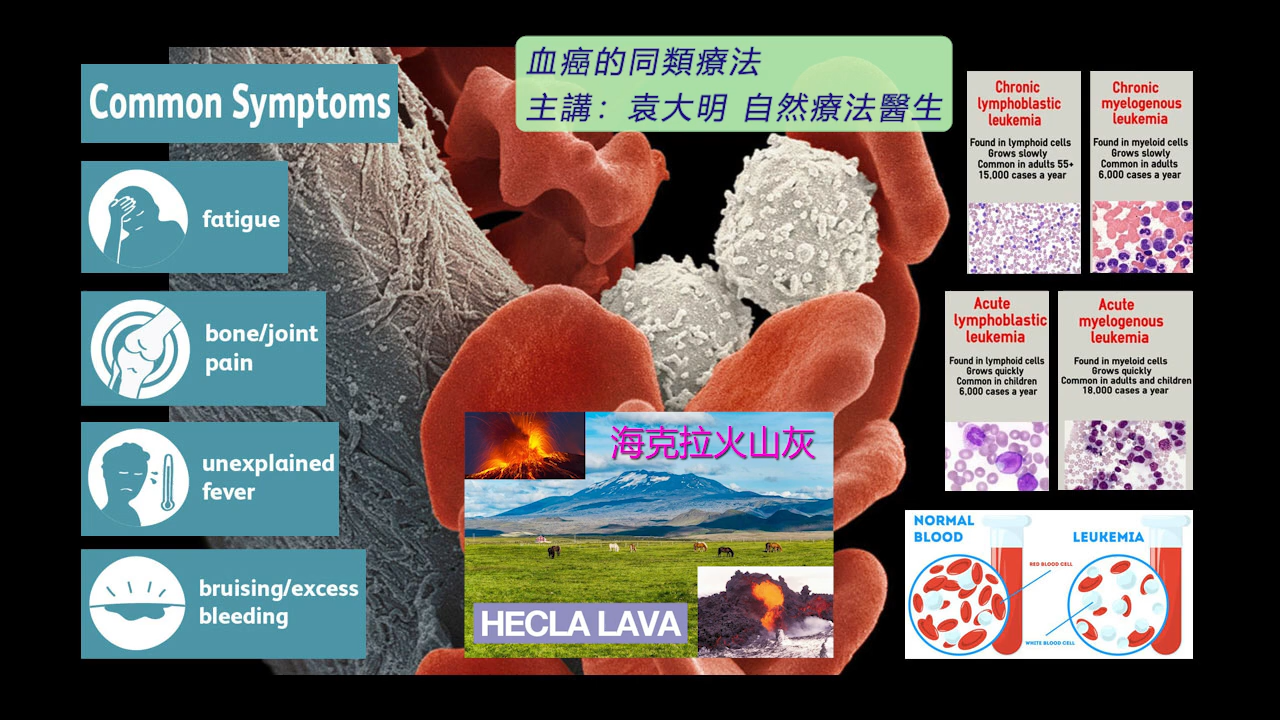 血癌的同類療法
主講：袁大明 自然療法醫生
Common Symptoms
fatigue
bone/joint
pain
unexplained
fever
bruising/excess
bleeding
海克拉火山灰
HECLA LAVA
Chronic
lymphoblastic
leukemia
Found in lymphoid cells
Grows slowly
Common in adults 55+
15,000 cases a year
Chronic
myelogenous
leukemia
Found in myeloid cells
Grows slowly
Common in adults
6,000 cases a year
Acute
lymphoblastic
leukemia
Found in lymphoid cells
Grows quickly
Common in children
6,000 cases a year
Acute
myelogenous
leukemia
Found in myeloid cells
Grows quickly
Common in adults and children
18,000 cases a year
NORMAL
BLOOD
LEUKEMIA
RED BLOOD CELL
WHITE BLOOD CELL